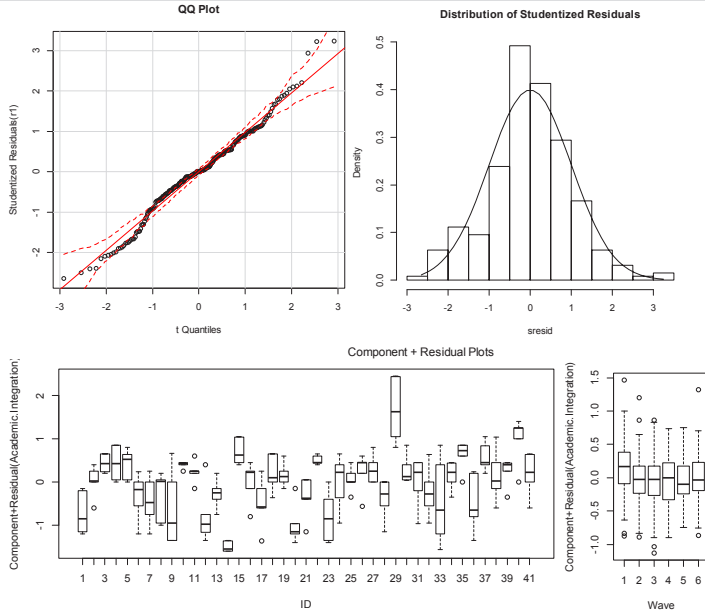 QQ Plot
Studentized Residuals(r1)
3
2
1
0
-1
-2
-3 -2 -1 0 1 2 3
t Quantiles
Distribution of Studentized Residuals
Density
0.5
0.4
0.3
0.2
0.1
0.0
-3 -2 -1 0 1 2 3
sresid
Component + Residual Plots
Component+Residual(Academic.Integration)
2
1
0
-1
1 3 5 7 9 11 13 15 17 19 21 23 25 27 29 31 33 35 37 39 41
ID
Component+Residual(Academic.Integration)
1.5
1.0
0.5
0.0
-0.5
-1.0
1 2 3 4 5 6
Wave